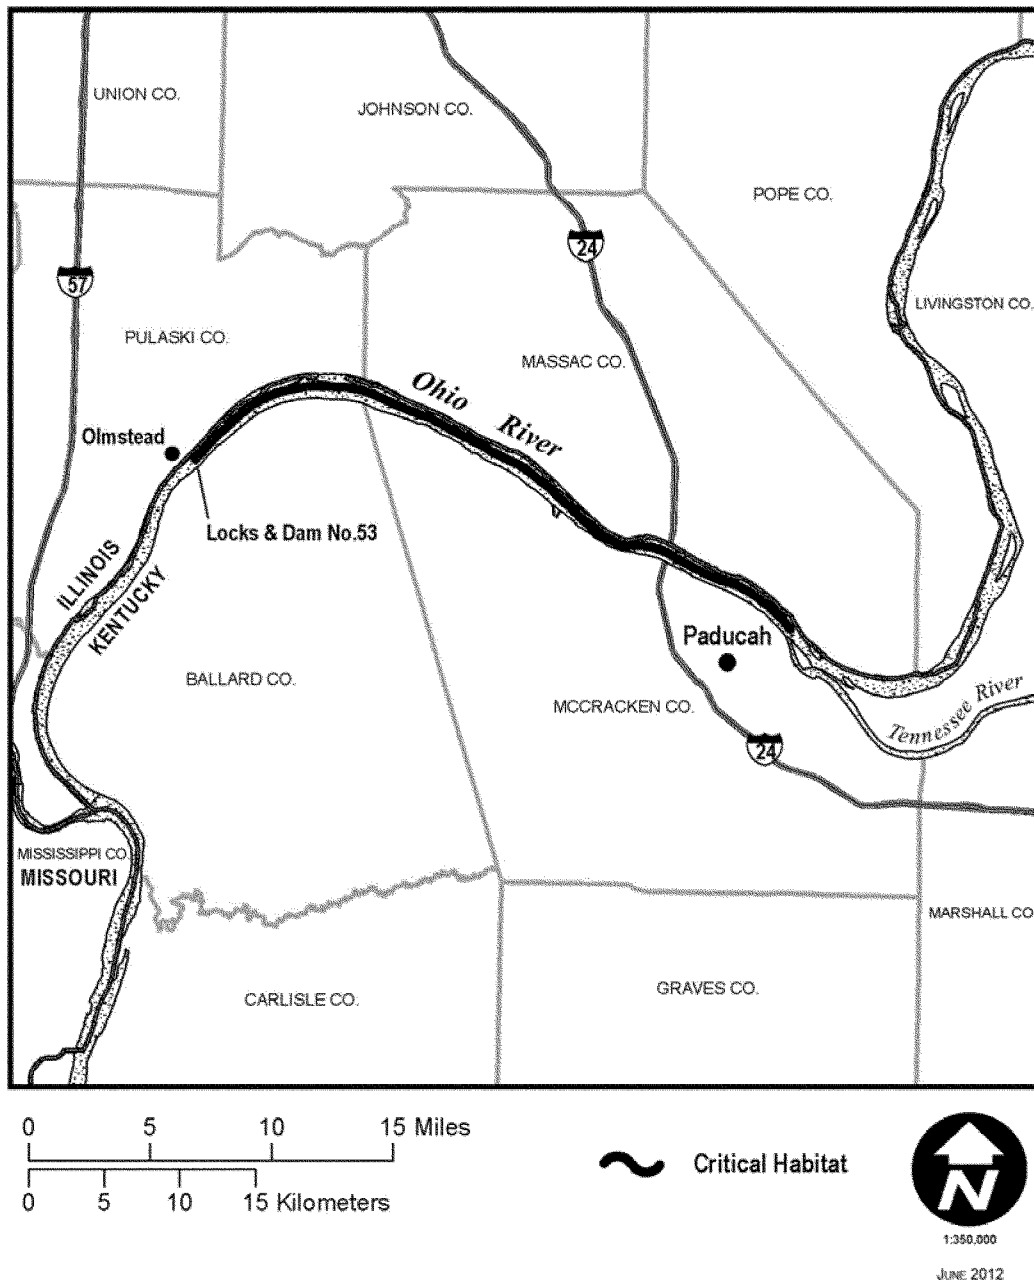 UNION CO.
JOHNSON CO.
POPE CO.
24
57
LIVINGSTON CO.
PULASKI CO.
MASSAC CO.
Ohio River
Olmstead
Locks & Dam No.53
ILLINOIS
KENTUCKY
Paducah
BALLARD CO.
MCCRACKEN CO.
Tennessee River
24
MISSISSIPPI CO.
MISSOURI
MARSHALL CO
CARLISLE CO.
GRAVES CO.
0 5 10 15 Miles
0 5 10 15 Kilometers
Critical Habitat
N
1:350,000
JUNE 2012